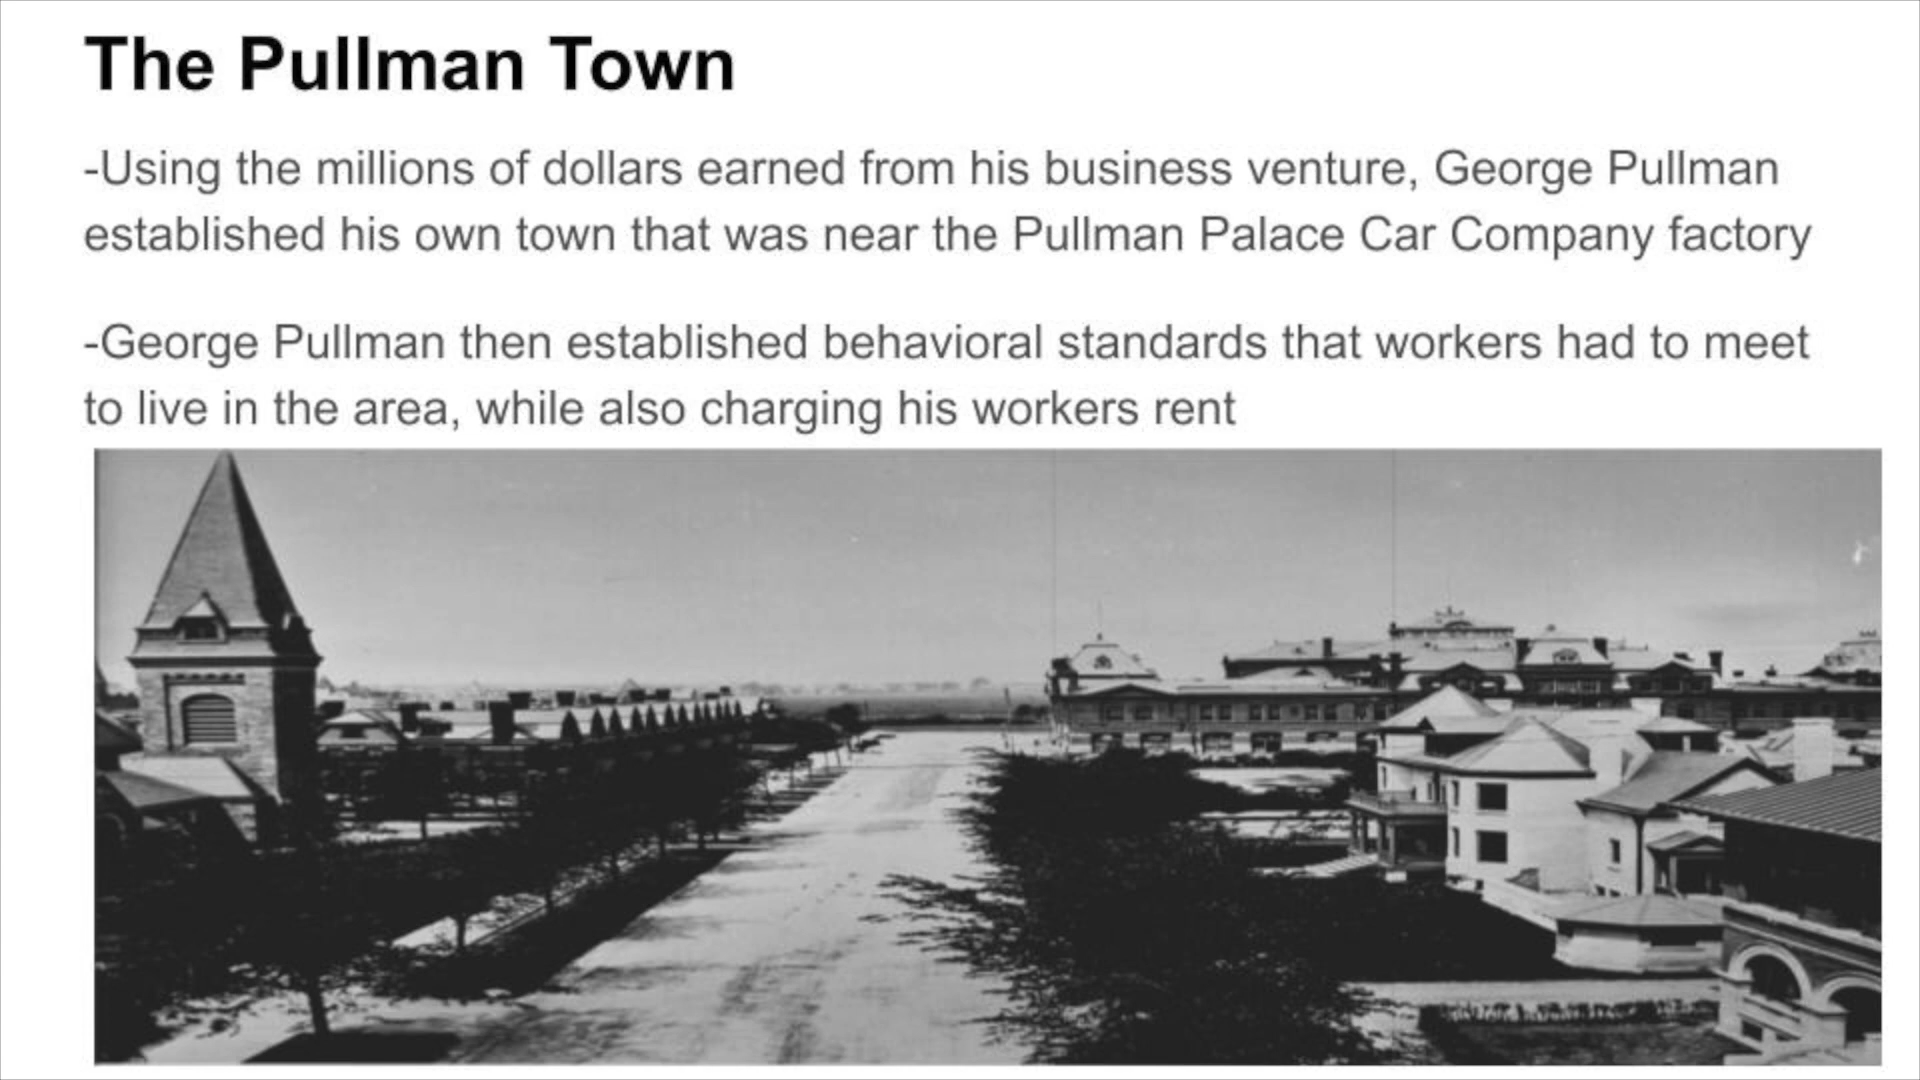 The Pullman Town
-Using the millions of dollars earned from his business venture, George Pullman
established his own town that was near the Pullman Palace Car Company factory
-George Pullman then established behavioral standards that workers had to meet
to live in the area, while also charging his workers rent